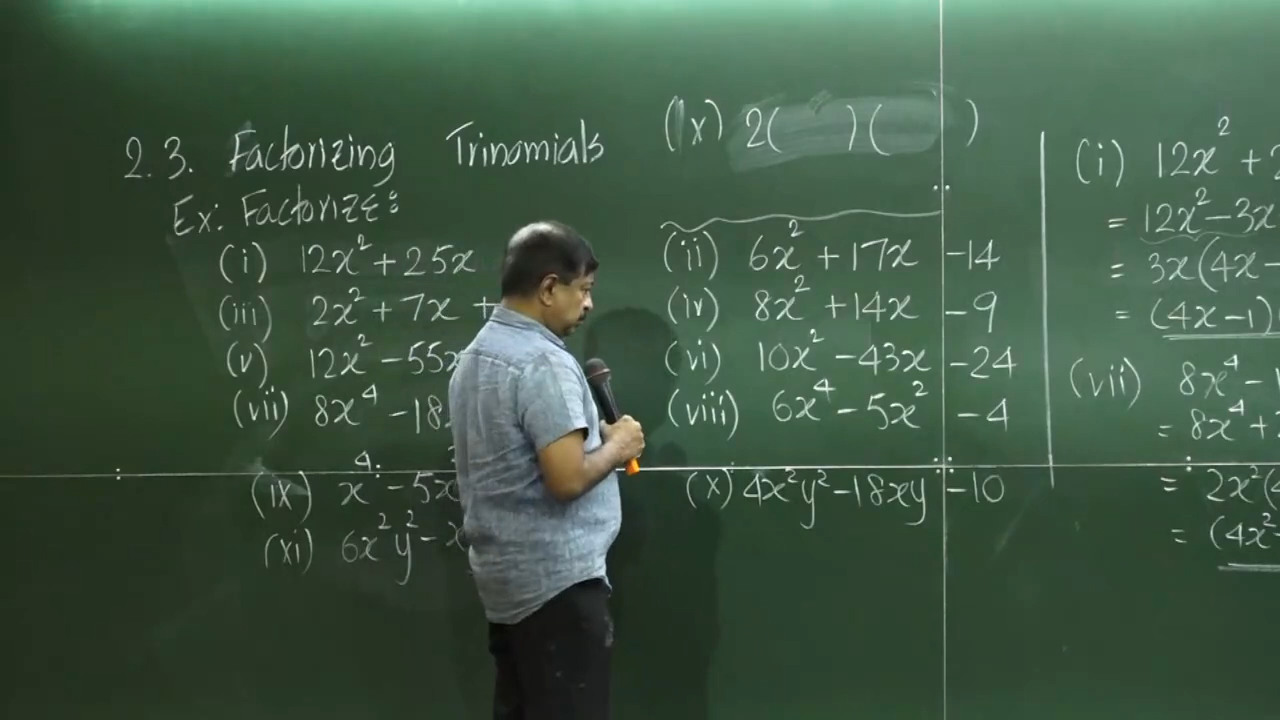 2.3. Factorizing Trinomials
Ex: Factorize:
(i) 12x² + 25x
(iii) 2x² + 7x +
(v) 12x² - 55x
(vii) 8x⁴ - 18
(ix) x⁴ - 5x
(xi) 6x²y² - x
(ix) 2( )( )
(ii) 6x² + 17x - 14
(iv) 8x² + 14x - 9
(vi) 10x² - 43x - 24
(viii) 6x⁴ - 5x² - 4
(x) 4x²y² - 18xy - 10
(i) 12x² + 2
= 12x² - 3x
= 3x(4x -
= (4x - 1)
(vii) 8x⁴ - 1
= 8x⁴ +
= 2x²(4
= (4x²